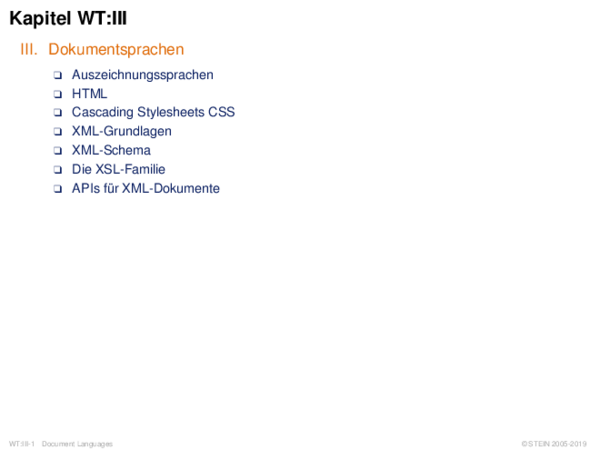 Kapitel WT:III
III. Dokumentsprachen
❑ Auszeichnungssprachen
❑ HTML
❑ Cascading Stylesheets CSS
❑ XML-Grundlagen
❑ XML-Schema
❑ Die XSL-Familie
❑ APIs für XML-Dokumente
WT:III-1 Document Languages © STEIN 2005-2019